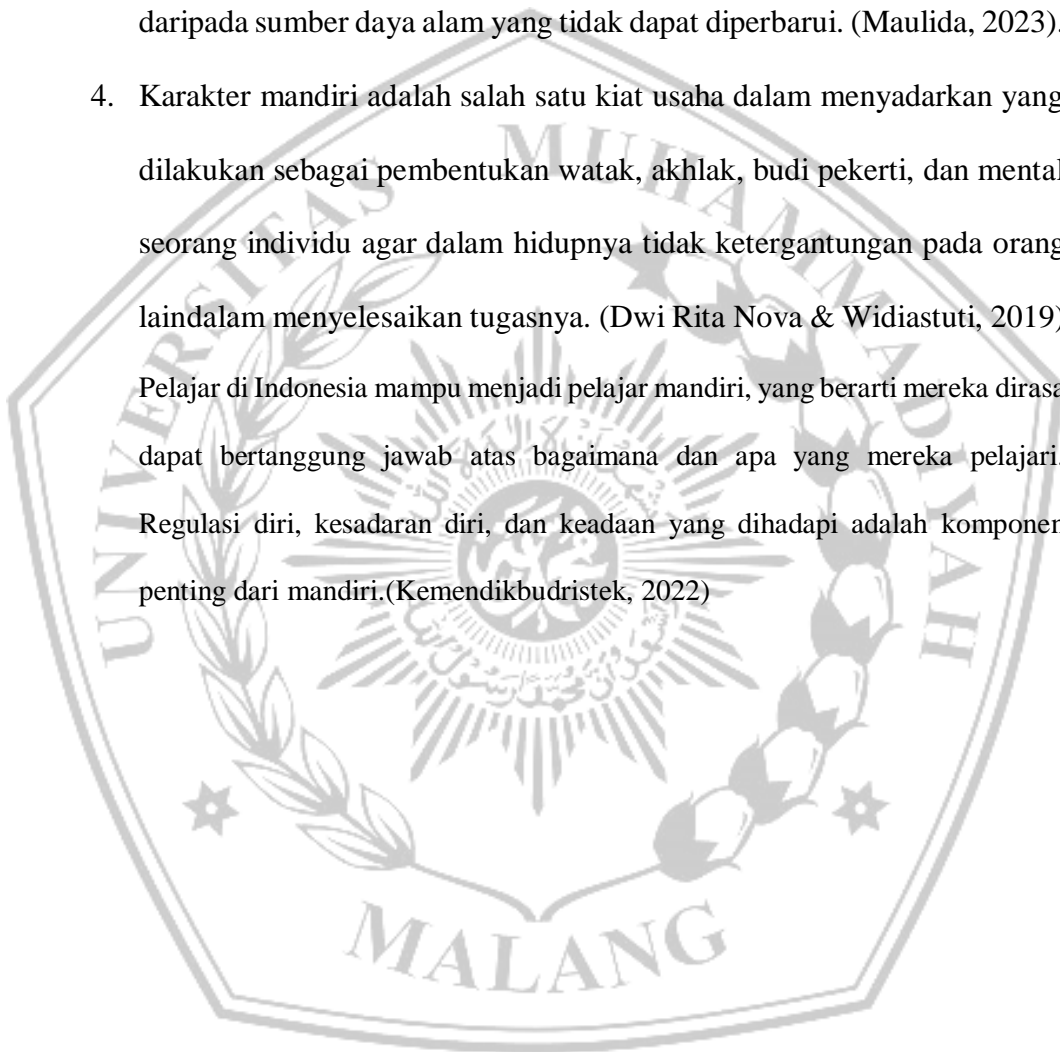 daripada sumber daya alam yang tidak dapat diperbarui. (Maulida, 2023).
4. Karakter mandiri adalah salah satu kiat usaha dalam menyadarkan yang
dilakukan sebagai pembentukan watak, akhlak, budi pekerti, dan mental
seorang individu agar dalam hidupnya tidak ketergantungan pada orang
laindalam menyelesaikan tugasnya. (Dwi Rita Nova & Widiastuti, 2019)
Pelajar di Indonesia mampu menjadi pelajar mandiri, yang berarti mereka dirasa
dapat bertanggung jawab atas bagaimana dan apa yang mereka pelajari.
Regulasi diri, kesadaran diri, dan keadaan yang dihadapi adalah komponen
penting dari mandiri.(Kemendikbudristek, 2022)
UNIVERSITAS MUHAMMADIYAH
MALANG